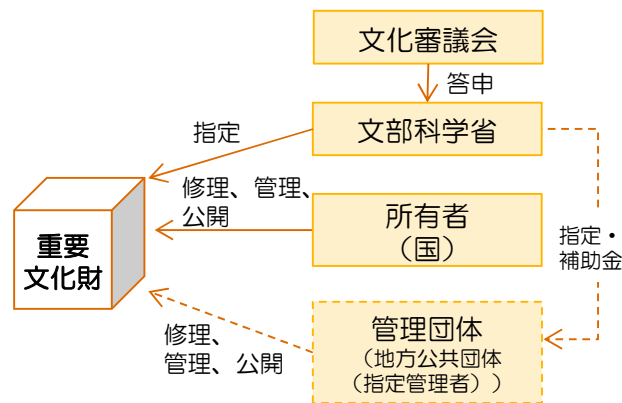 文化審議会
答申
文部科学省
指定
修理、管理、
公開
所有者
（国）
重要
文化財
指定・
補助金
管理団体
（地方公共団体
（指定管理者））
修理、
管理、公開